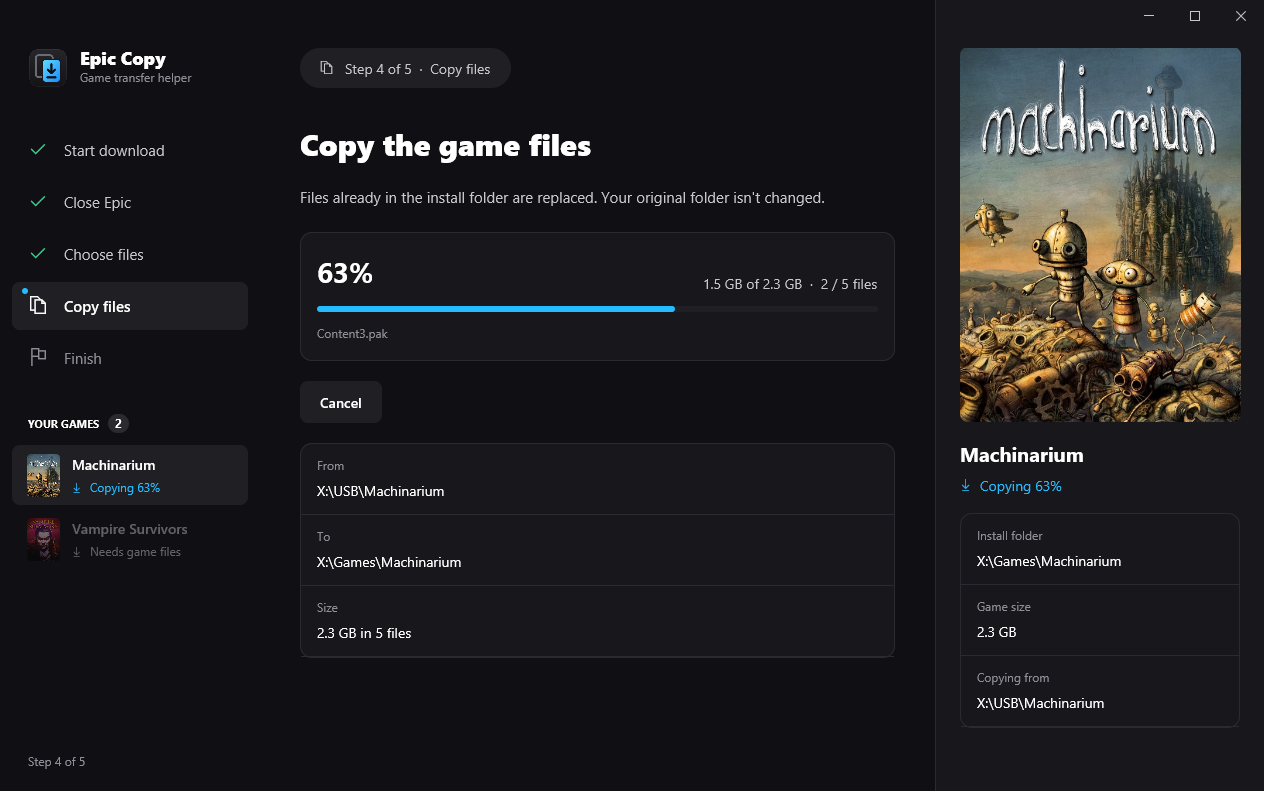 Epic Copy
Game transfer helper
Start download
Close Epic
Choose files
Copy files
Finish
YOUR GAMES 2
Machinarium
Copying 63%
Vampire Survivors
Needs game files
Step 4 of 5
Step 4 of 5 · Copy files
Copy the game files
Files already in the install folder are replaced. Your original folder isn't changed.
63%
1.5 GB of 2.3 GB · 2 / 5 files
Content3.pak
Cancel
From
X:\USB\Machinarium
To
X:\Games\Machinarium
Size
2.3 GB in 5 files
machinarium
Machinarium
Copying 63%
Install folder
X:\Games\Machinarium
Game size
2.3 GB
Copying from
X:\USB\Machinarium